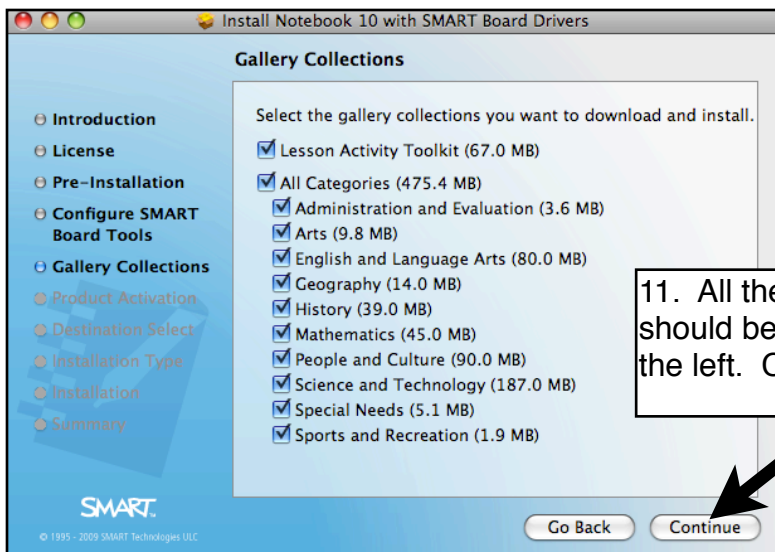 Install Notebook 10 with SMART Board Drivers
Gallery Collections
Introduction
License
Pre-Installation
Configure SMART
Board Tools
Gallery Collections
Product Activation
Destination Select
Installation Type
Installation
Summary
Select the gallery collections you want to download and install.
Lesson Activity Toolkit (67.0 MB)
All Categories (475.4 MB)
Administration and Evaluation (3.6 MB)
Arts (9.8 MB)
English and Language Arts (80.0 MB)
Geography (14.0 MB)
History (39.0 MB)
Mathematics (45.0 MB)
People and Culture (90.0 MB)
Science and Technology (187.0 MB)
Special Needs (5.1 MB)
Sports and Recreation (1.9 MB)
11. All the
should be
the left.
SMART
© 1995 - 2009 SMART Technologies ULC
Go Back
Continue